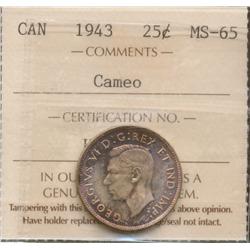 CAN 1943 25¢ MS-65
COMMENTS
Cameo
CERTIFICATION NO.
IN OU S A
GENU EM.
Tampering with this s above opinion.
Have holder replac seal not intact.
GEORGIVS VI D:G:REX ET IND:IMP: